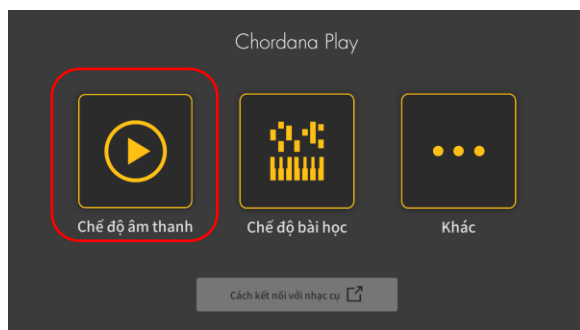 Chordana Play
Chế độ âm thanh
Chế độ bài học
Khác
Cách kết nối với nhạc cụ